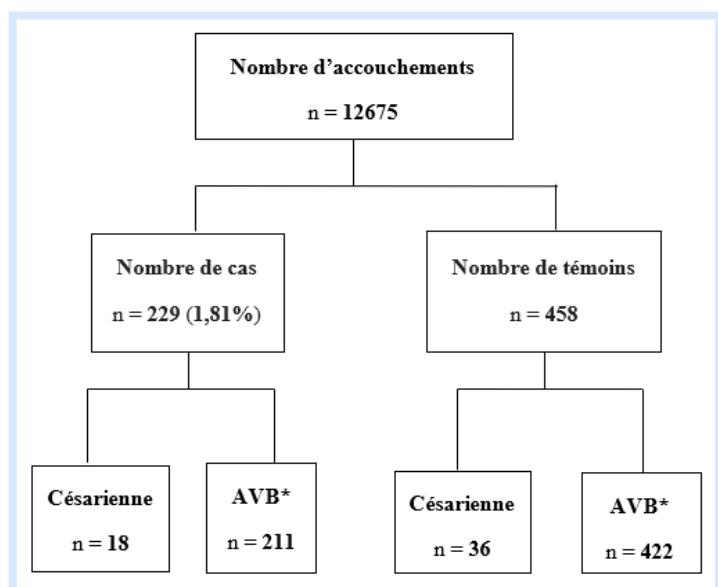 Nombre d’accouchements
n = 12675
Nombre de cas
n = 229 (1,81%)
Nombre de témoins
n = 458
Césarienne
n = 18
AVB*
n = 211
Césarienne
n = 36
AVB*
n = 422